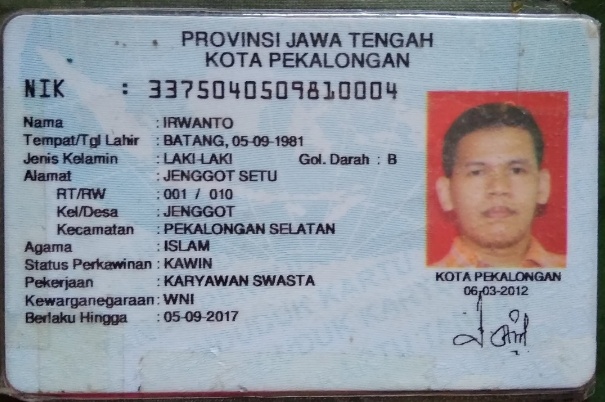 PROVINSI JAWA TENGAH
KOTA PEKALONGAN
NIK : 3375040509810004
Nama : IRWANTO
Tempat/Tgl Lahir : BATANG, 05-09-1981
Jenis Kelamin : LAKI-LAKI Gol. Darah : B
Alamat : JENGGOT SETU
RT/RW : 001 / 010
Kel/Desa : JENGGOT
Kecamatan : PEKALONGAN SELATAN
Agama : ISLAM
Status Perkawinan : KAWIN
Pekerjaan : KARYAWAN SWASTA
Kewarganegaraan : WNI
Berlaku Hingga : 05-09-2017
KOTA PEKALONGAN
06-03-2012